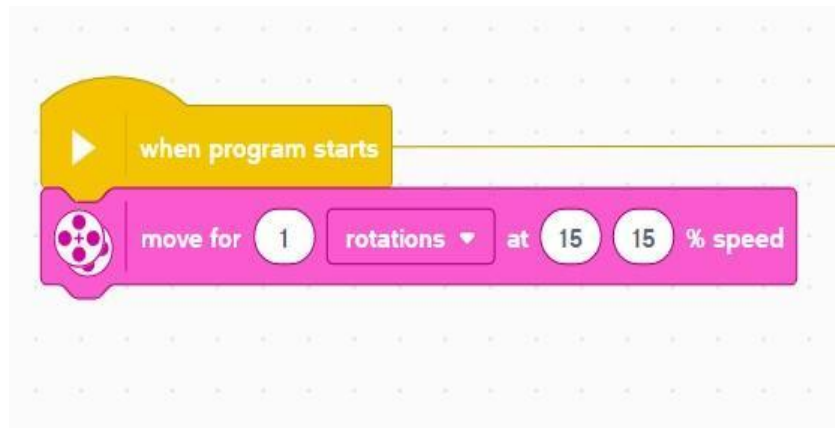 when program starts
move for 1 rotations at 15 15 % speed